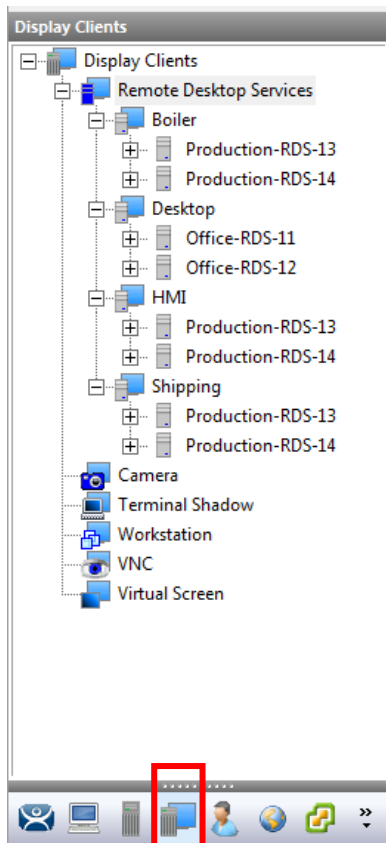 Display Clients
Display Clients
Remote Desktop Services
Boiler
Production-RDS-13
Production-RDS-14
Desktop
Office-RDS-11
Office-RDS-12
HMI
Production-RDS-13
Production-RDS-14
Shipping
Production-RDS-13
Production-RDS-14
Camera
Terminal Shadow
Workstation
VNC
Virtual Screen